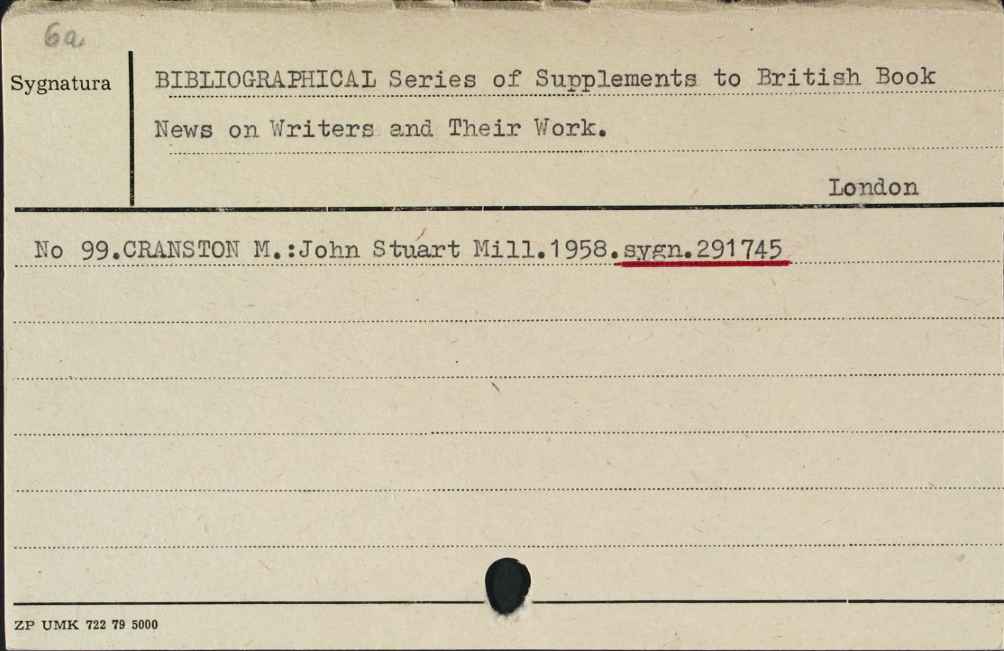 6a.
Sygnatura
BIBLIOGRAPHICAL Series of Supplements to British Book
News on Writers and Their Work.
London
No 99.CRANSTON M.:John Stuart Mill.1958.sygn.291745
ZP UMK 722 79 5000